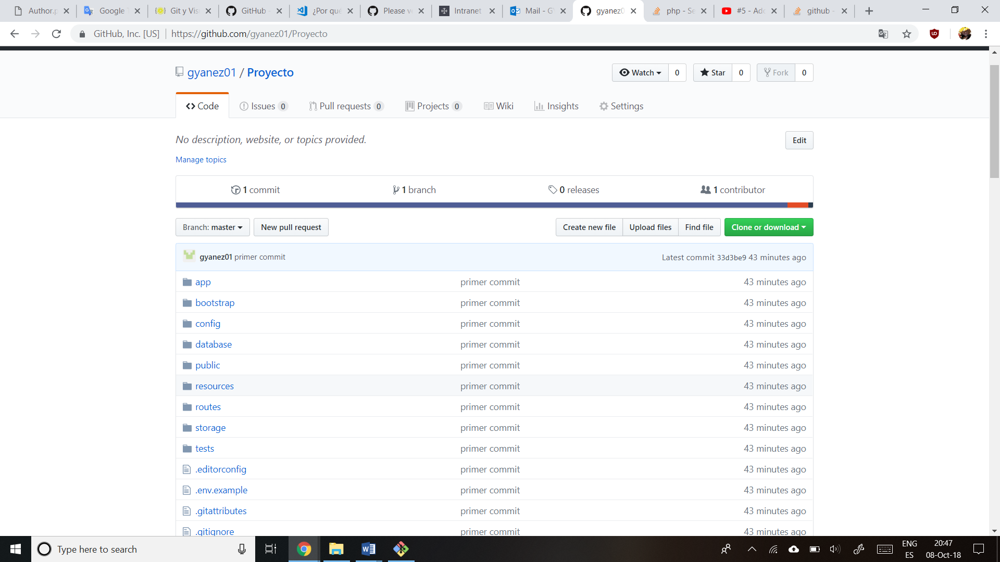 Author.p
Google T
Git y Vis
GitHub -
¿Por qué
Please ve
Intranet
Mail - GY
gyanez0
php - Se
#5 - Add
github -
GitHub, Inc. [US] https://github.com/gyanez01/Proyecto
gyanez01 / Proyecto
Watch 0 Star 0 Fork 0
Code Issues 0 Pull requests 0 Projects 0 Wiki Insights Settings
No description, website, or topics provided. Edit
Manage topics
1 commit 1 branch 0 releases 1 contributor
Branch: master New pull request Create new file Upload files Find file Clone or download
gyanez01 primer commit Latest commit 33d3be9 43 minutes ago
app primer commit 43 minutes ago
bootstrap primer commit 43 minutes ago
config primer commit 43 minutes ago
database primer commit 43 minutes ago
public primer commit 43 minutes ago
resources primer commit 43 minutes ago
routes primer commit 43 minutes ago
storage primer commit 43 minutes ago
tests primer commit 43 minutes ago
.editorconfig primer commit 43 minutes ago
.env.example primer commit 43 minutes ago
.gitattributes primer commit 43 minutes ago
.gitignore primer commit 43 minutes ago
Type here to search
ENG
ES
20:47
08-Oct-18